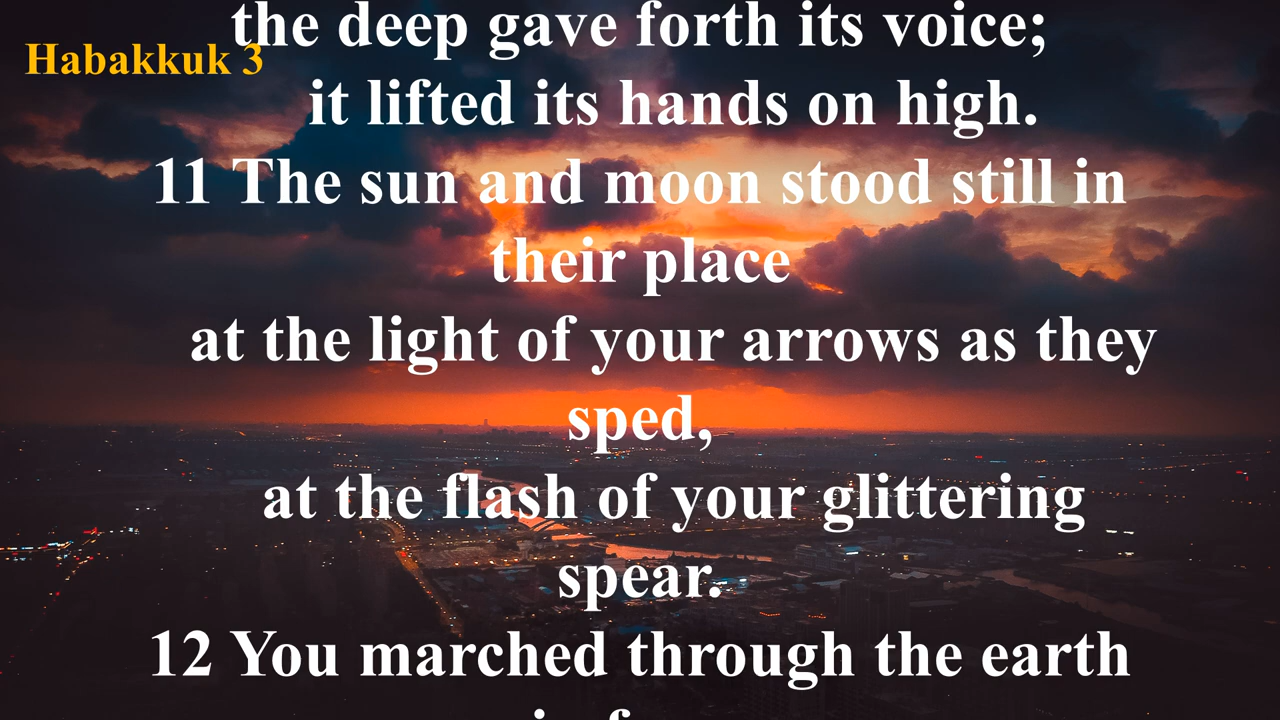 the deep gave forth its voice;
Habakkuk 3
it lifted its hands on high.
11 The sun and moon stood still in
their place
at the light of your arrows as they
sped,
at the flash of your glittering
spear.
12 You marched through the earth